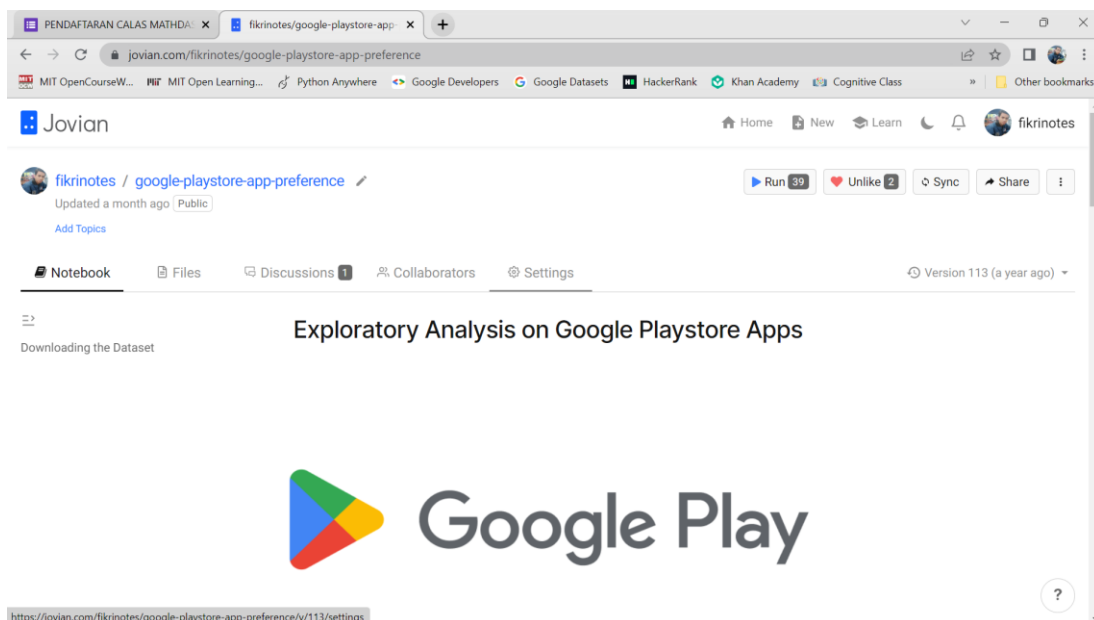 PENDAFTARAN CALAS MATHDAS
fikrinotes/google-playstore-app-
jovian.com/fikrinotes/google-playstore-app-preference
MIT OpenCourseW... MIT Open Learning... Python Anywhere Google Developers Google Datasets HackerRank Khan Academy Cognitive Class » Other bookmarks
Jovian
Home New Learn fikrinotes
fikrinotes / google-playstore-app-preference
Run 39 Unlike 2 Sync Share
Updated a month ago Public
Add Topics
Notebook Files Discussions 1 Collaborators Settings Version 113 (a year ago)
Downloading the Dataset
Exploratory Analysis on Google Playstore Apps
Google Play
?
https://jovian.com/fikrinotes/google-playstore-app-preference/v/113/settings